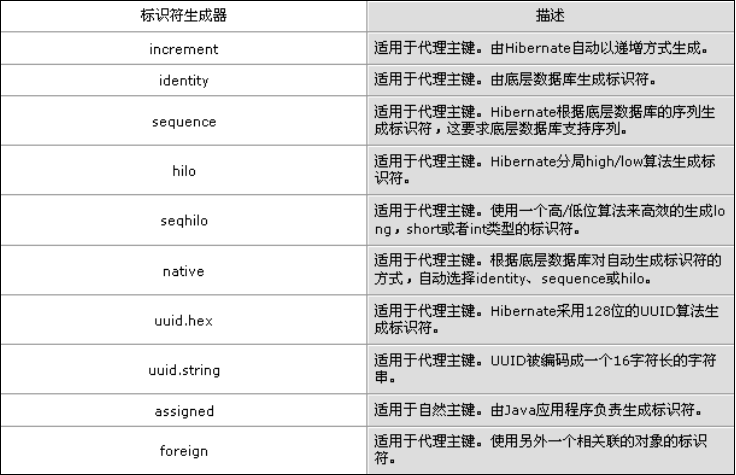 标识符生成器
描述
increment
适用于代理主键。由Hibernate自动以递增方式生成。
identity
适用于代理主键。由底层数据库生成标识符。
sequence
适用于代理主键。Hibernate根据底层数据库的序列生
成标识符，这要求底层数据库支持序列。
hilo
适用于代理主键。Hibernate分局high/low算法生成标
识符。
seqhilo
适用于代理主键。使用一个高/低位算法来高效的生成lo
ng，short或者int类型的标识符。
native
适用于代理主键。根据底层数据库对自动生成标识符的
方式，自动选择identity、sequence或hilo。
uuid.hex
适用于代理主键。Hibernate采用128位的UUID算法生
成标识符。
uuid.string
适用于代理主键。UUID被编码成一个16字符长的字符
串。
assigned
适用于自然主键。由Java应用程序负责生成标识符。
foreign
适用于代理主键。使用另外一个相关联的对象的标识
符。